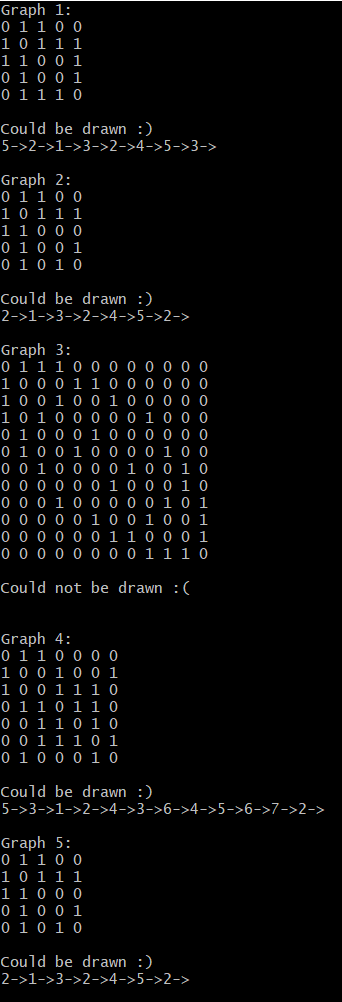 Graph 1:
0 1 1 0 0
1 0 1 1 1
1 1 0 0 1
0 1 0 0 1
0 1 1 1 0
Could be drawn :)
5->2->1->3->2->4->5->3->
Graph 2:
0 1 1 0 0
1 0 1 1 1
1 1 0 0 0
0 1 0 0 1
0 1 0 1 0
Could be drawn :)
2->1->3->2->4->5->2->
Graph 3:
0 1 1 1 0 0 0 0 0 0 0 0
1 0 0 0 1 1 0 0 0 0 0 0
1 0 0 1 0 0 1 0 0 0 0 0
1 0 1 0 0 0 0 0 1 0 0 0
0 1 0 0 0 1 0 0 0 0 0 0
0 1 0 0 1 0 0 0 0 1 0 0
0 0 1 0 0 0 0 1 0 0 1 0
0 0 0 0 0 0 1 0 0 0 1 0
0 0 0 1 0 0 0 0 0 1 0 1
0 0 0 0 0 1 0 0 1 0 0 1
0 0 0 0 0 0 1 1 0 0 0 1
0 0 0 0 0 0 0 0 1 1 1 0
Could not be drawn :(
Graph 4:
0 1 1 0 0 0 0
1 0 0 1 0 0 1
1 0 0 1 1 1 0
0 1 1 0 1 1 0
0 0 1 1 0 1 0
0 0 1 1 1 0 1
0 1 0 0 0 1 0
Could be drawn :)
5->3->1->2->4->3->6->4->5->6->7->2->
Graph 5:
0 1 1 0 0
1 0 1 1 1
1 1 0 0 0
0 1 0 0 1
0 1 0 1 0
Could be drawn :)
2->1->3->2->4->5->2->